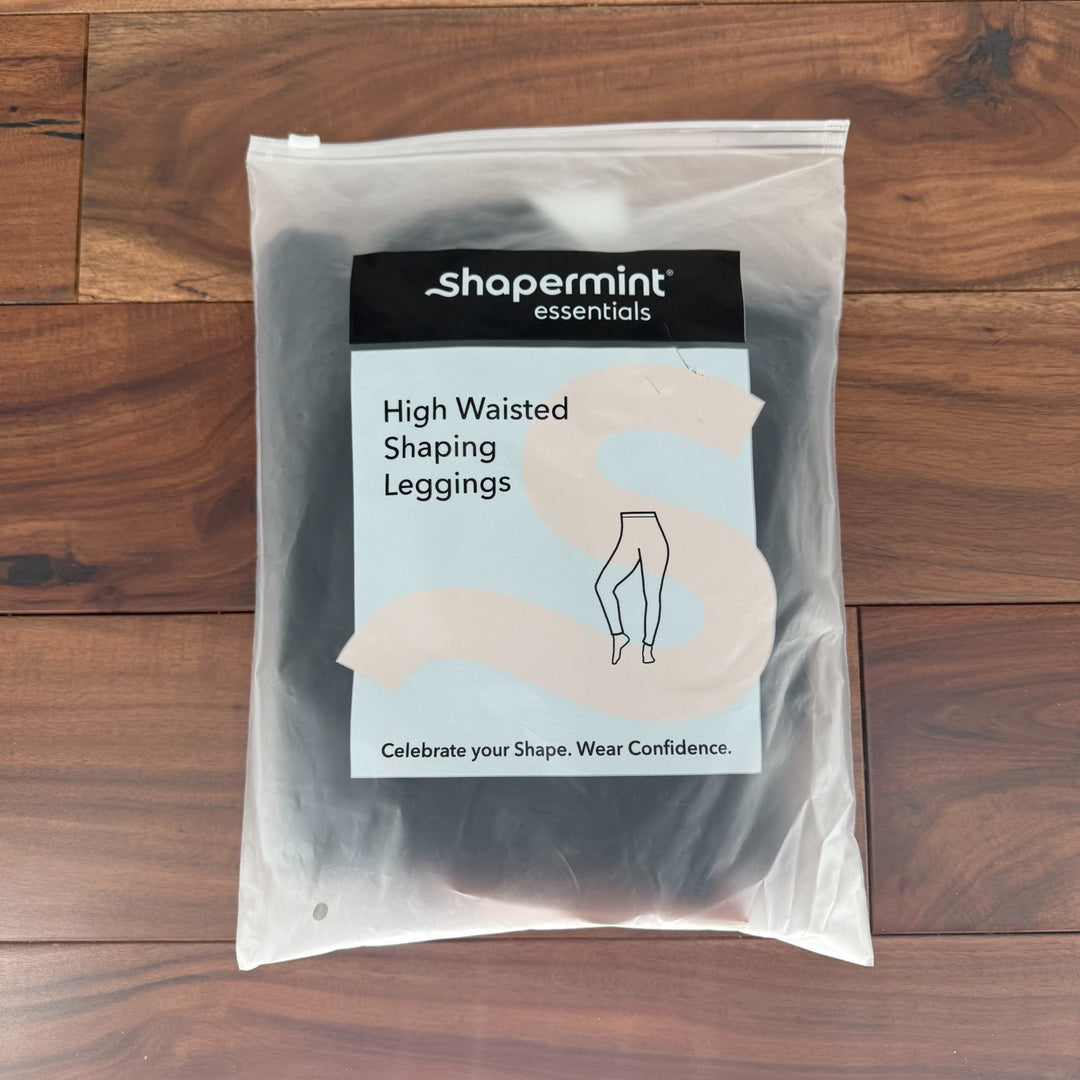 shapermint®
essentials
High Waisted
Shaping
Leggings
Celebrate your Shape. Wear Confidence.